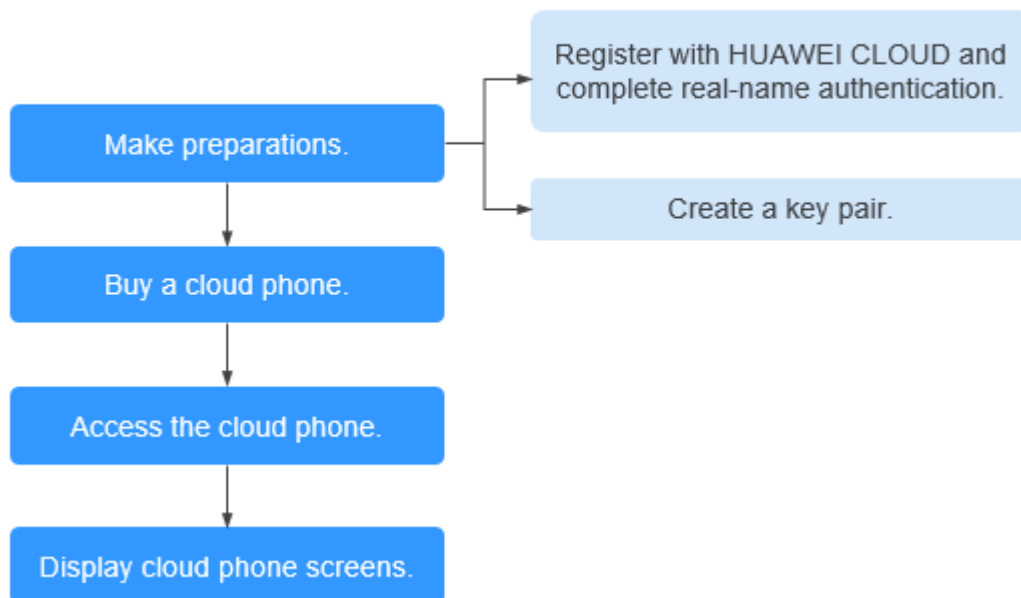 Make preparations.
Register with HUAWEI CLOUD and
complete real-name authentication.
Create a key pair.
Buy a cloud phone.
Access the cloud phone.
Display cloud phone screens.